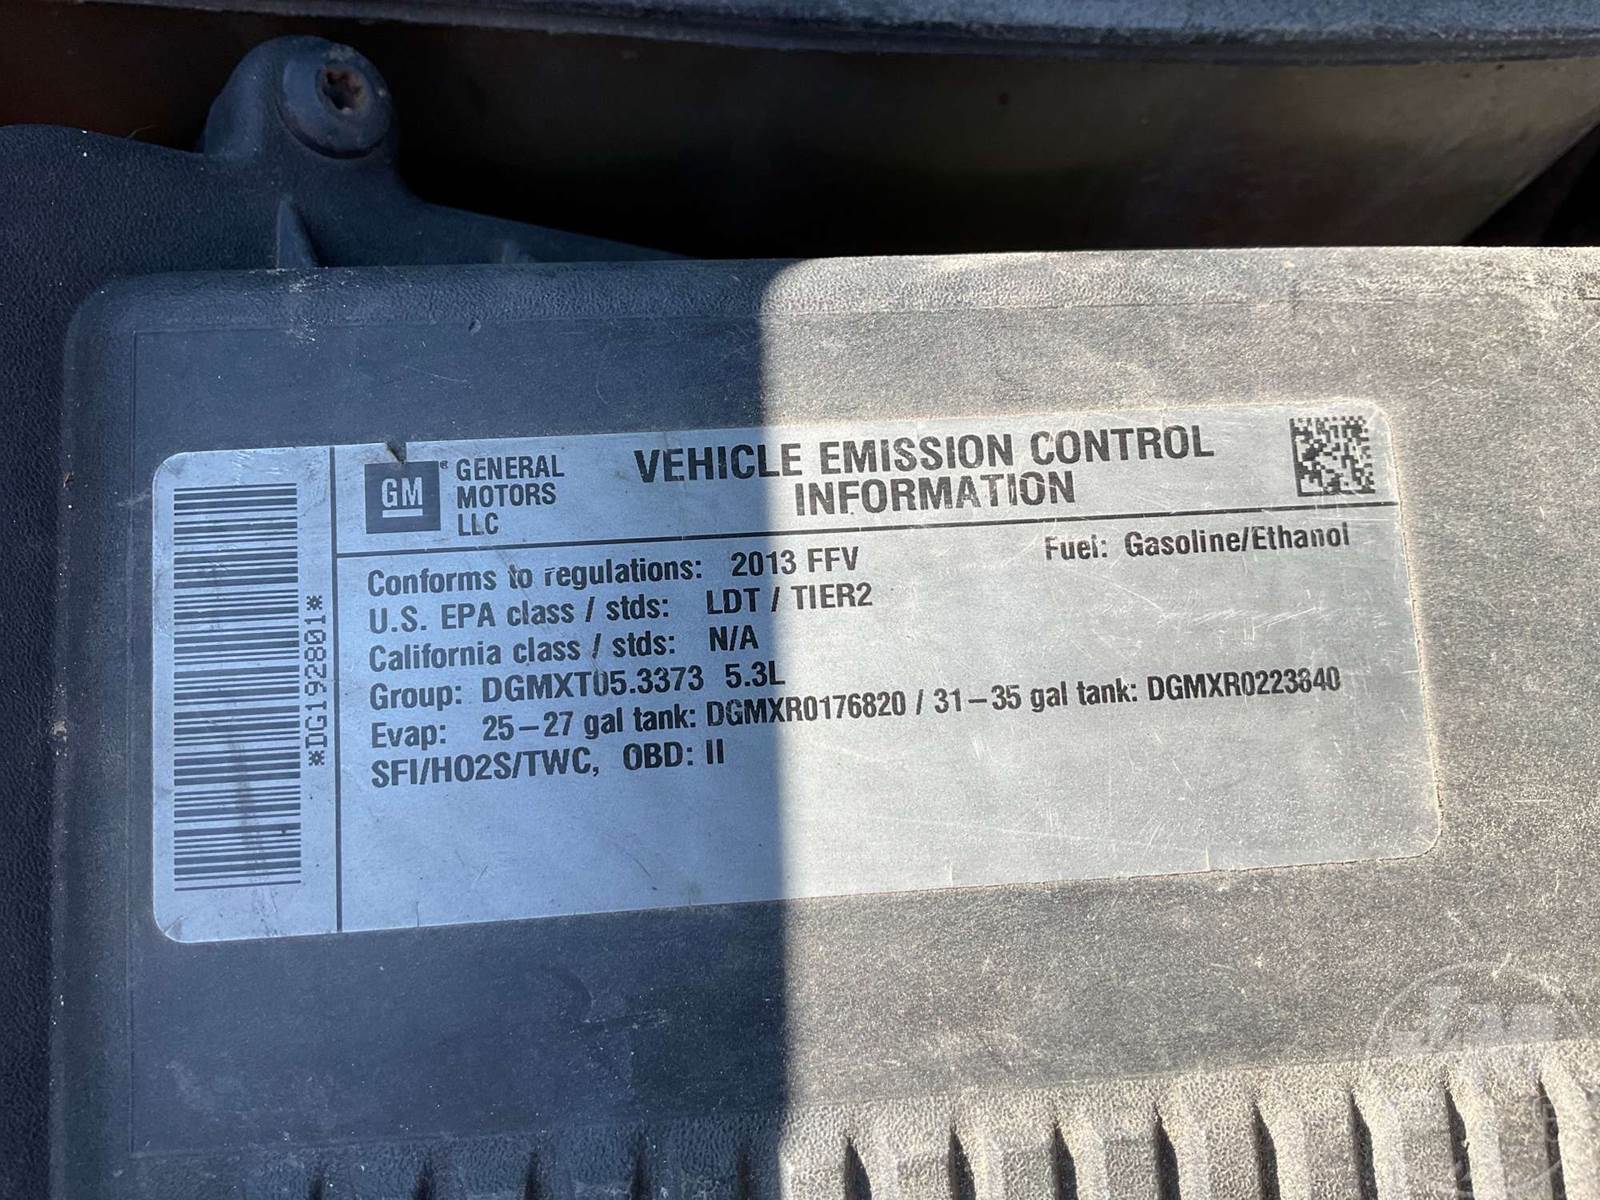 *DG192801*
GM
GENERAL
MOTORS
LLC
VEHICLE EMISSION CONTROL
INFORMATION
Conforms to regulations: 2013 FFV
Fuel: Gasoline/Ethanol
U.S. EPA class / stds: LDT / TIER2
California class / stds: N/A
Group: DGMXT05.3373 5.3L
Evap: 25-27 gal tank: DGMXR0176820 / 31-35 gal tank: DGMXR0223840
SFI/HO2S/TWC, OBD: II